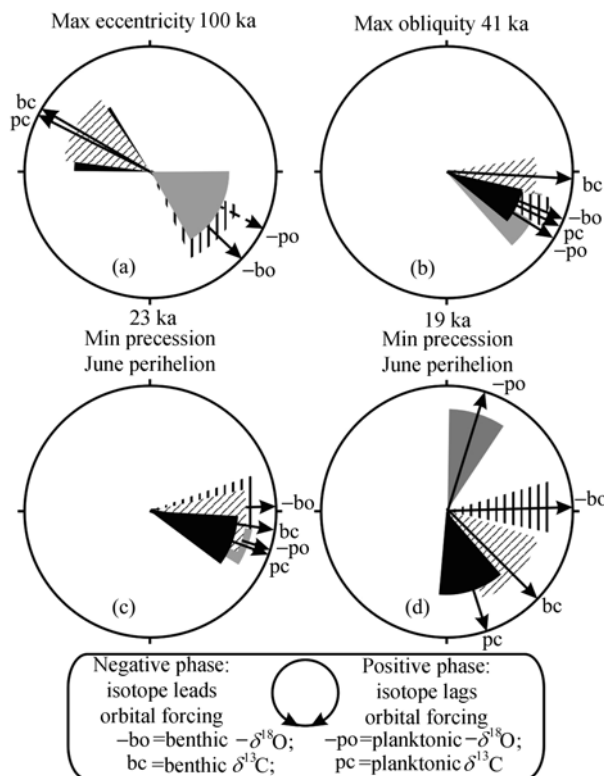 Max eccentricity 100 ka
Max obliquity 41 ka
bc
pc
−po
−bo
(a)
bc
−bo
pc
−po
(b)
23 ka
Min precession
June perihelion
19 ka
Min precession
June perihelion
−bo
bc
−po
pc
(c)
−po
−bo
bc
pc
(d)
Negative phase:
isotope leads
orbital forcing
−bo=benthic −δ¹⁸O;
bc=benthic δ¹³C;
Positive phase:
isotope lags
orbital forcing
−po=planktonic−δ¹⁸O;
pc=planktonic δ¹³C